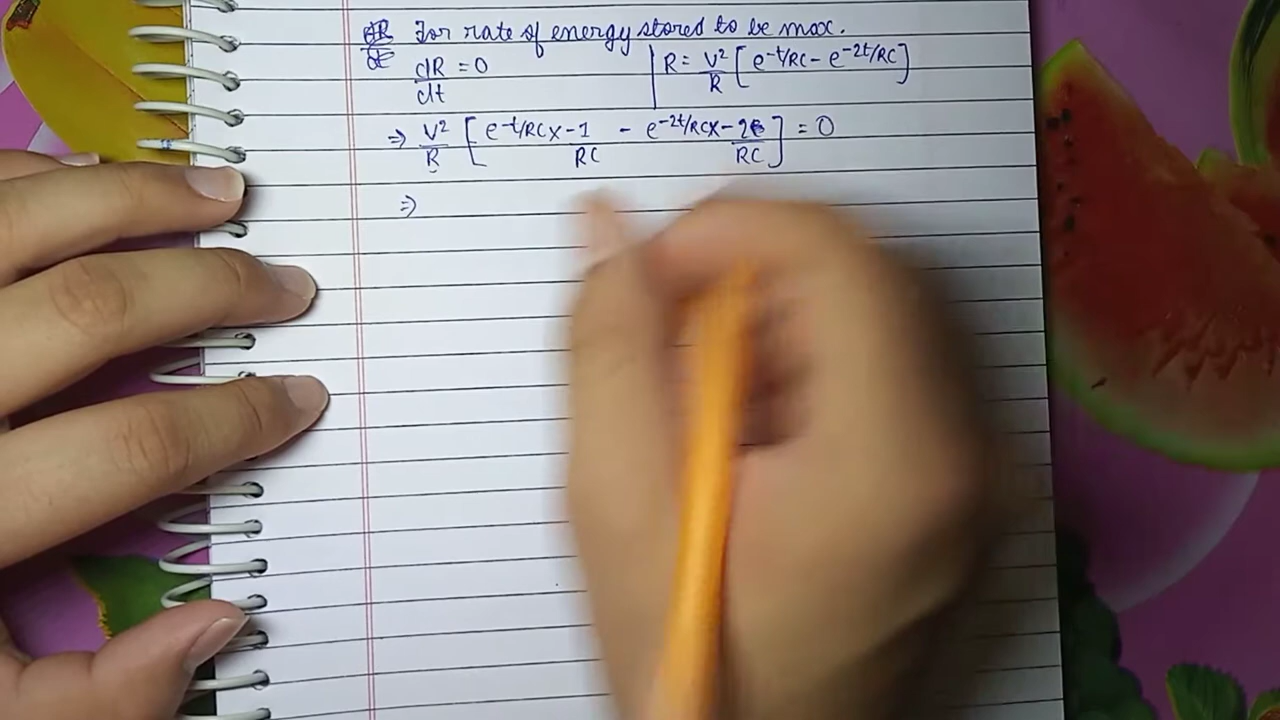 For rate of energy stored to be max.
dR/dt = 0 | R = V²/R [e^-t/RC - e^-2t/RC]
⇒ V²/R [e^-t/RC x -1/RC - e^-2t/RC x -2/RC] = 0
⇒